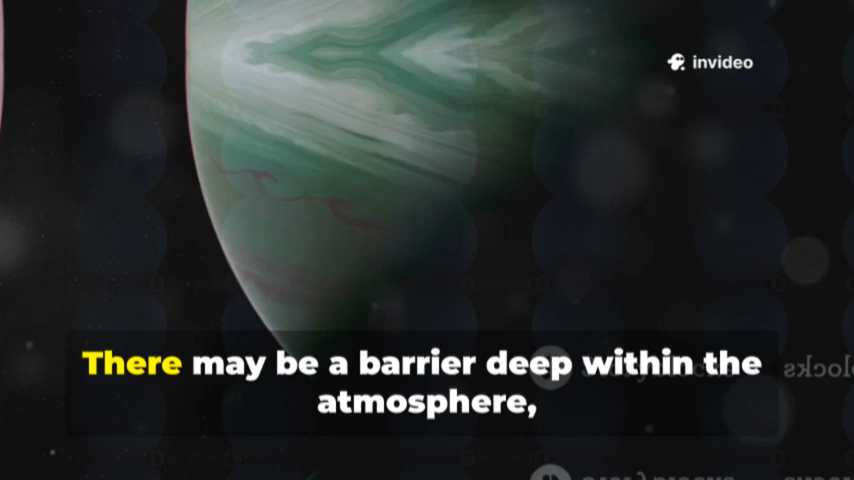 invideo
There may be a barrier deep within the
atmosphere,